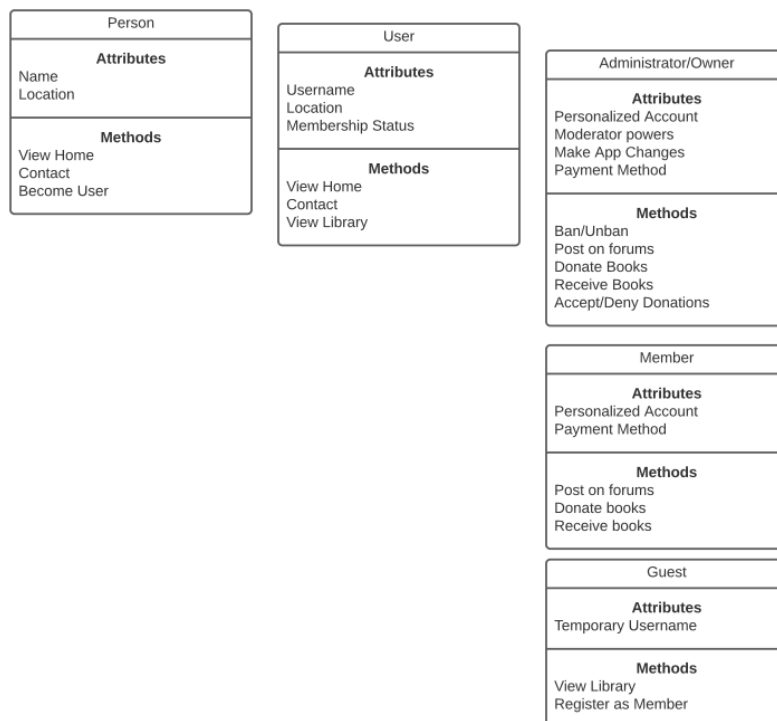 Person
Attributes
Name
Location
Methods
View Home
Contact
Become User
User
Attributes
Username
Location
Membership Status
Methods
View Home
Contact
View Library
Administrator/Owner
Attributes
Personalized Account
Moderator powers
Make App Changes
Payment Method
Methods
Ban/Unban
Post on forums
Donate Books
Receive Books
Accept/Deny Donations
Member
Attributes
Personalized Account
Payment Method
Methods
Post on forums
Donate books
Receive books
Guest
Attributes
Temporary Username
Methods
View Library
Register as Member